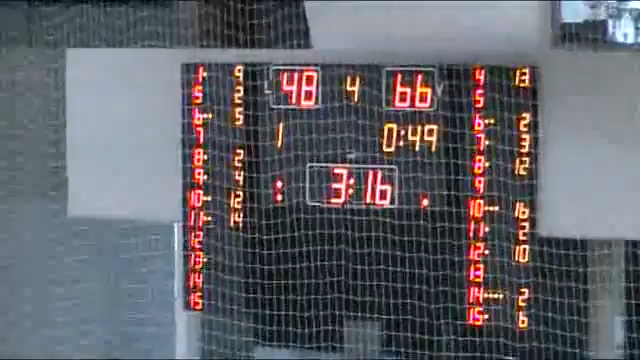 1 9 48 4 66 4 13
5 2 5
6 5 1 0:49 6 2
7 7 3
8 2 3:16 8 12
9 4 9
10 12 10 16
11 14 11 2
12 12 10
13 13
14 14 2
15 15 6